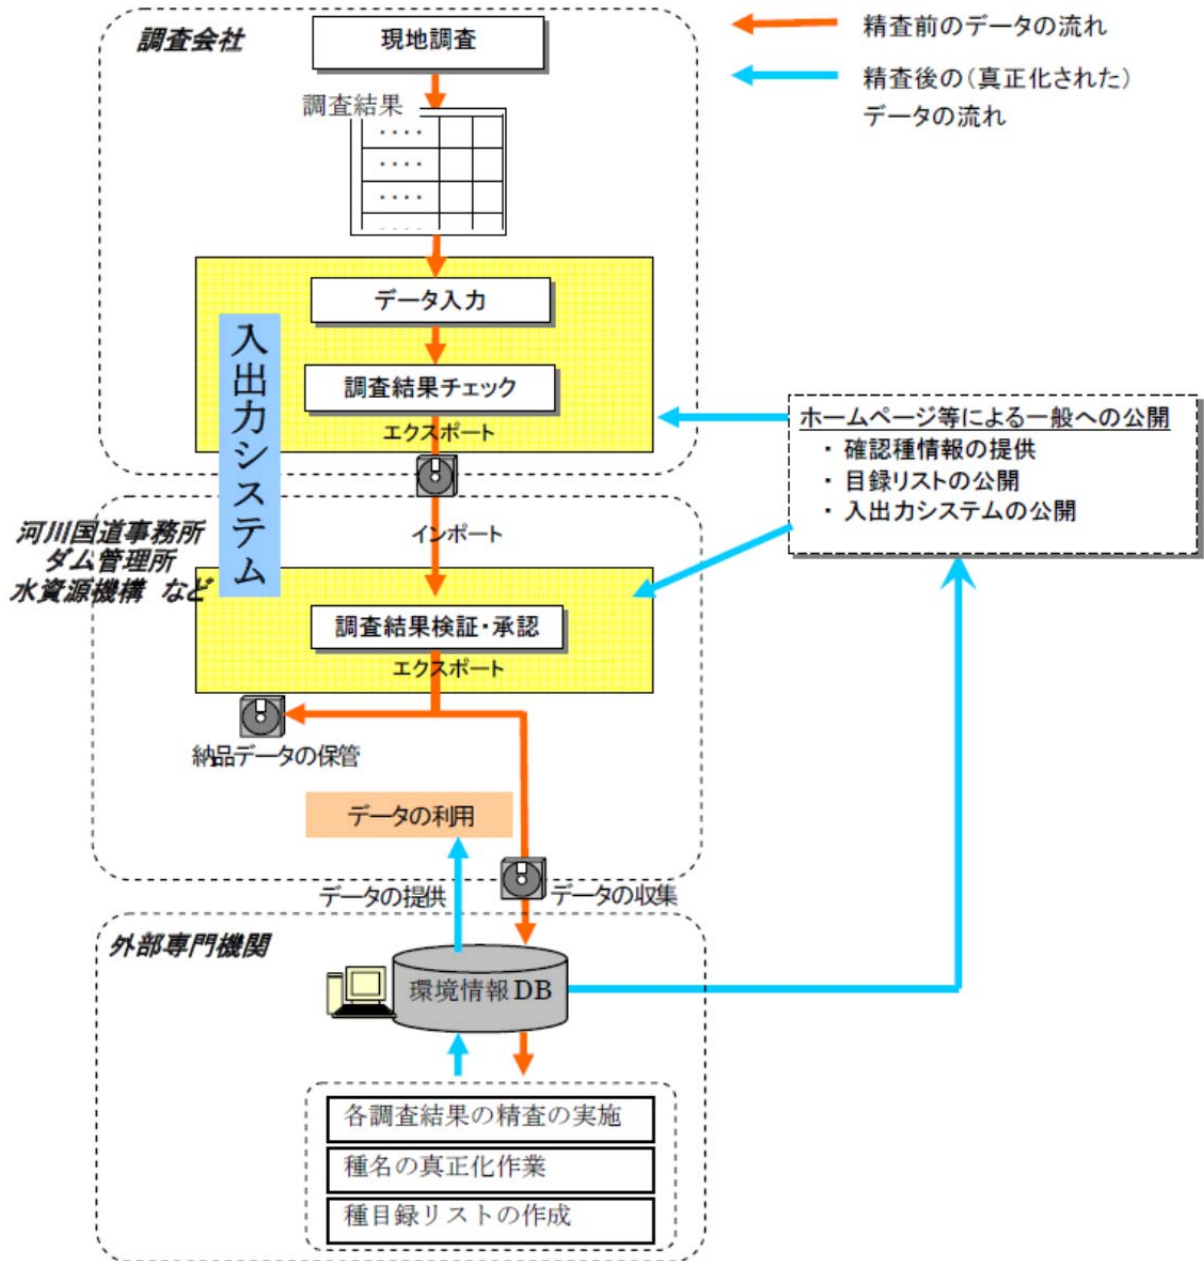 調査会社
現地調査
精査前のデータの流れ
精査後の(真正化された)
データの流れ
調査結果
・・・・
・・・・
・・・・
・・・・
データ入力
調査結果チェック
エクスポート
入出力システム
ホームページ等による一般への公開
・ 確認種情報の提供
・ 目録リストの公開
・ 入出力システムの公開
河川国道事務所
ダム管理所
水資源機構 など
インポート
調査結果検証・承認
エクスポート
納品データの保管
データの利用
データの提供
データの収集
外部専門機関
環境情報DB
各調査結果の精査の実施
種名の真正化作業
種目録リストの作成